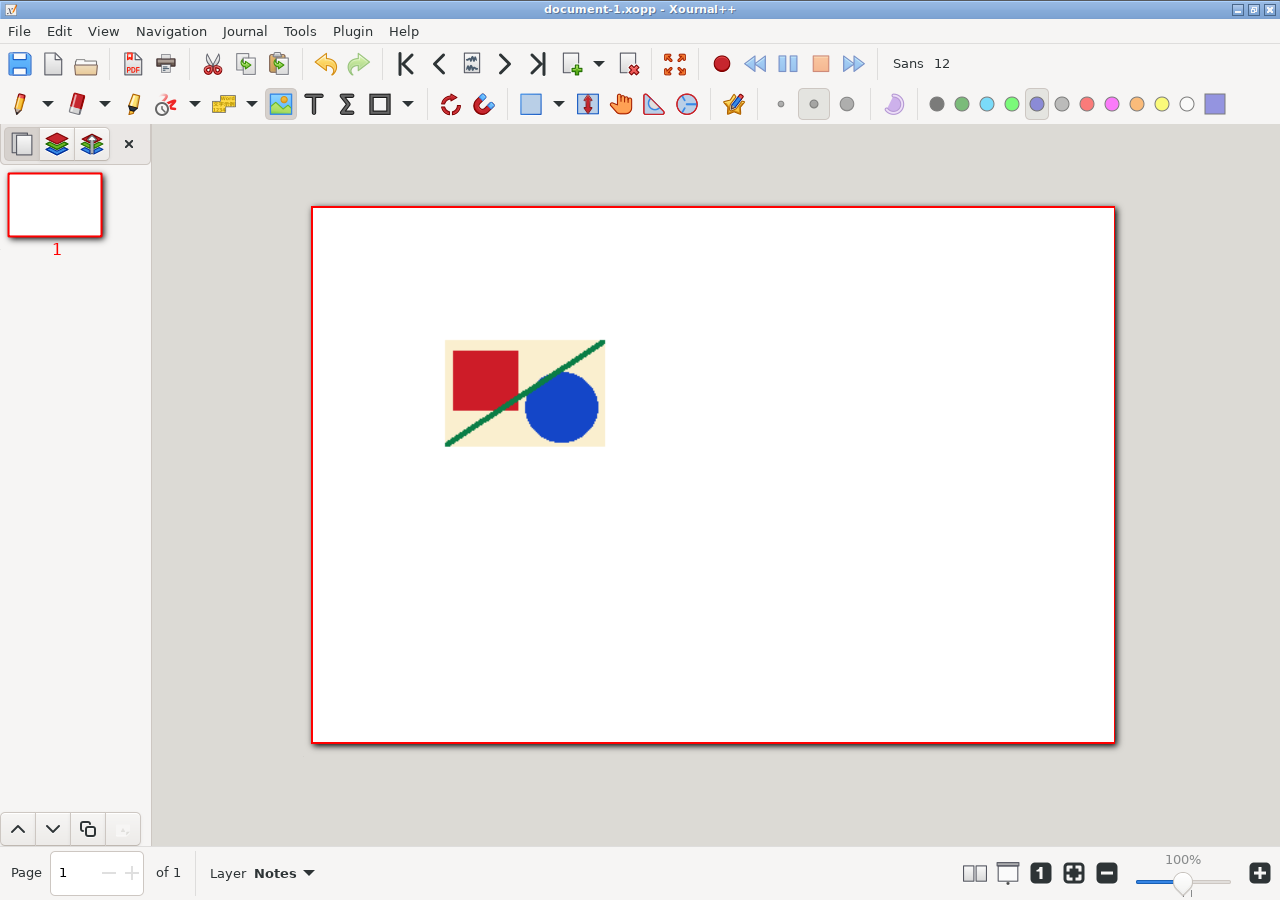 document-1.xopp - Xournal++
File Edit View Navigation Journal Tools Plugin Help
Sans 12
1
Page 1 of 1 Layer Notes
100%